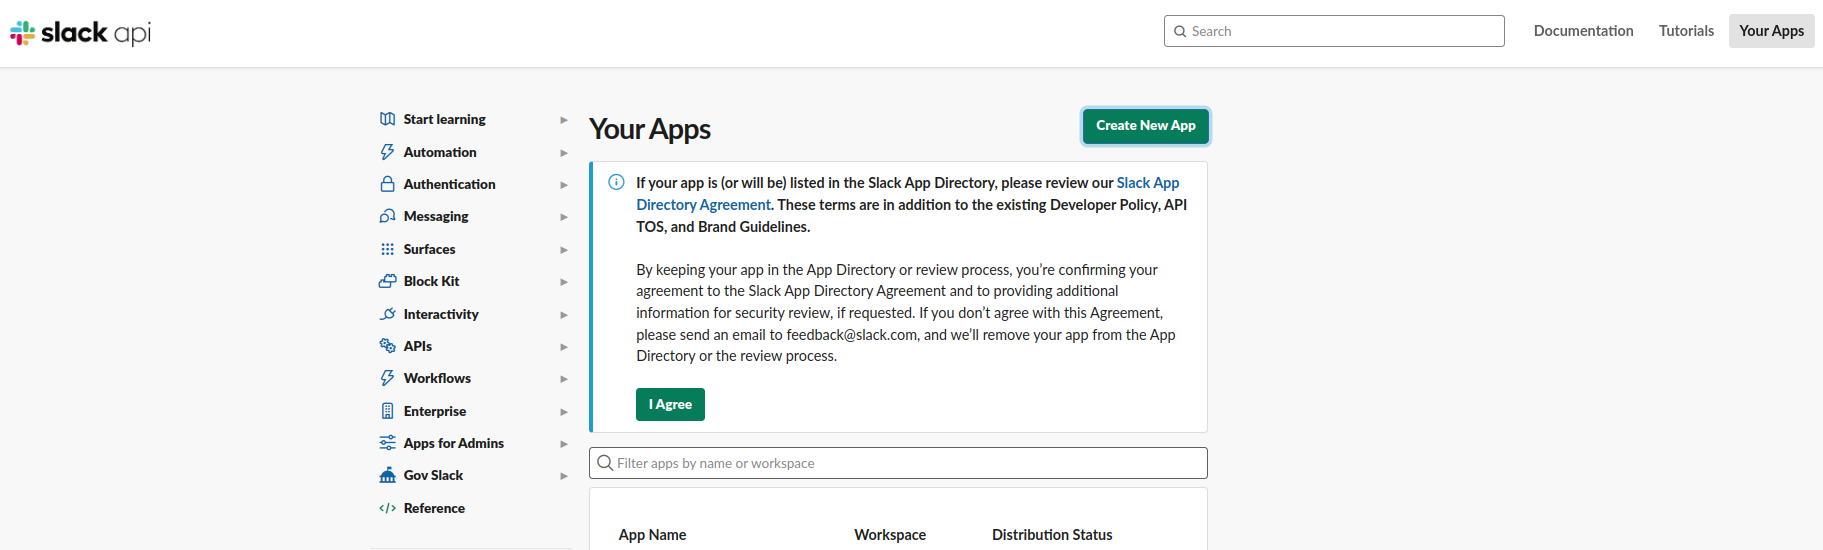 slack api
Search
Documentation
Tutorials
Your Apps
Start learning
Automation
Authentication
Messaging
Surfaces
Block Kit
Interactivity
APIs
Workflows
Enterprise
Apps for Admins
Gov Slack
Reference
Your Apps
Create New App
If your app is (or will be) listed in the Slack App Directory, please review our Slack App
Directory Agreement. These terms are in addition to the existing Developer Policy, API
TOS, and Brand Guidelines.
By keeping your app in the App Directory or review process, you’re confirming your
agreement to the Slack App Directory Agreement and to providing additional
information for security review, if requested. If you don’t agree with this Agreement,
please send an email to feedback@slack.com, and we’ll remove your app from the App
Directory or the review process.
I Agree
Filter apps by name or workspace
App Name
Workspace
Distribution Status